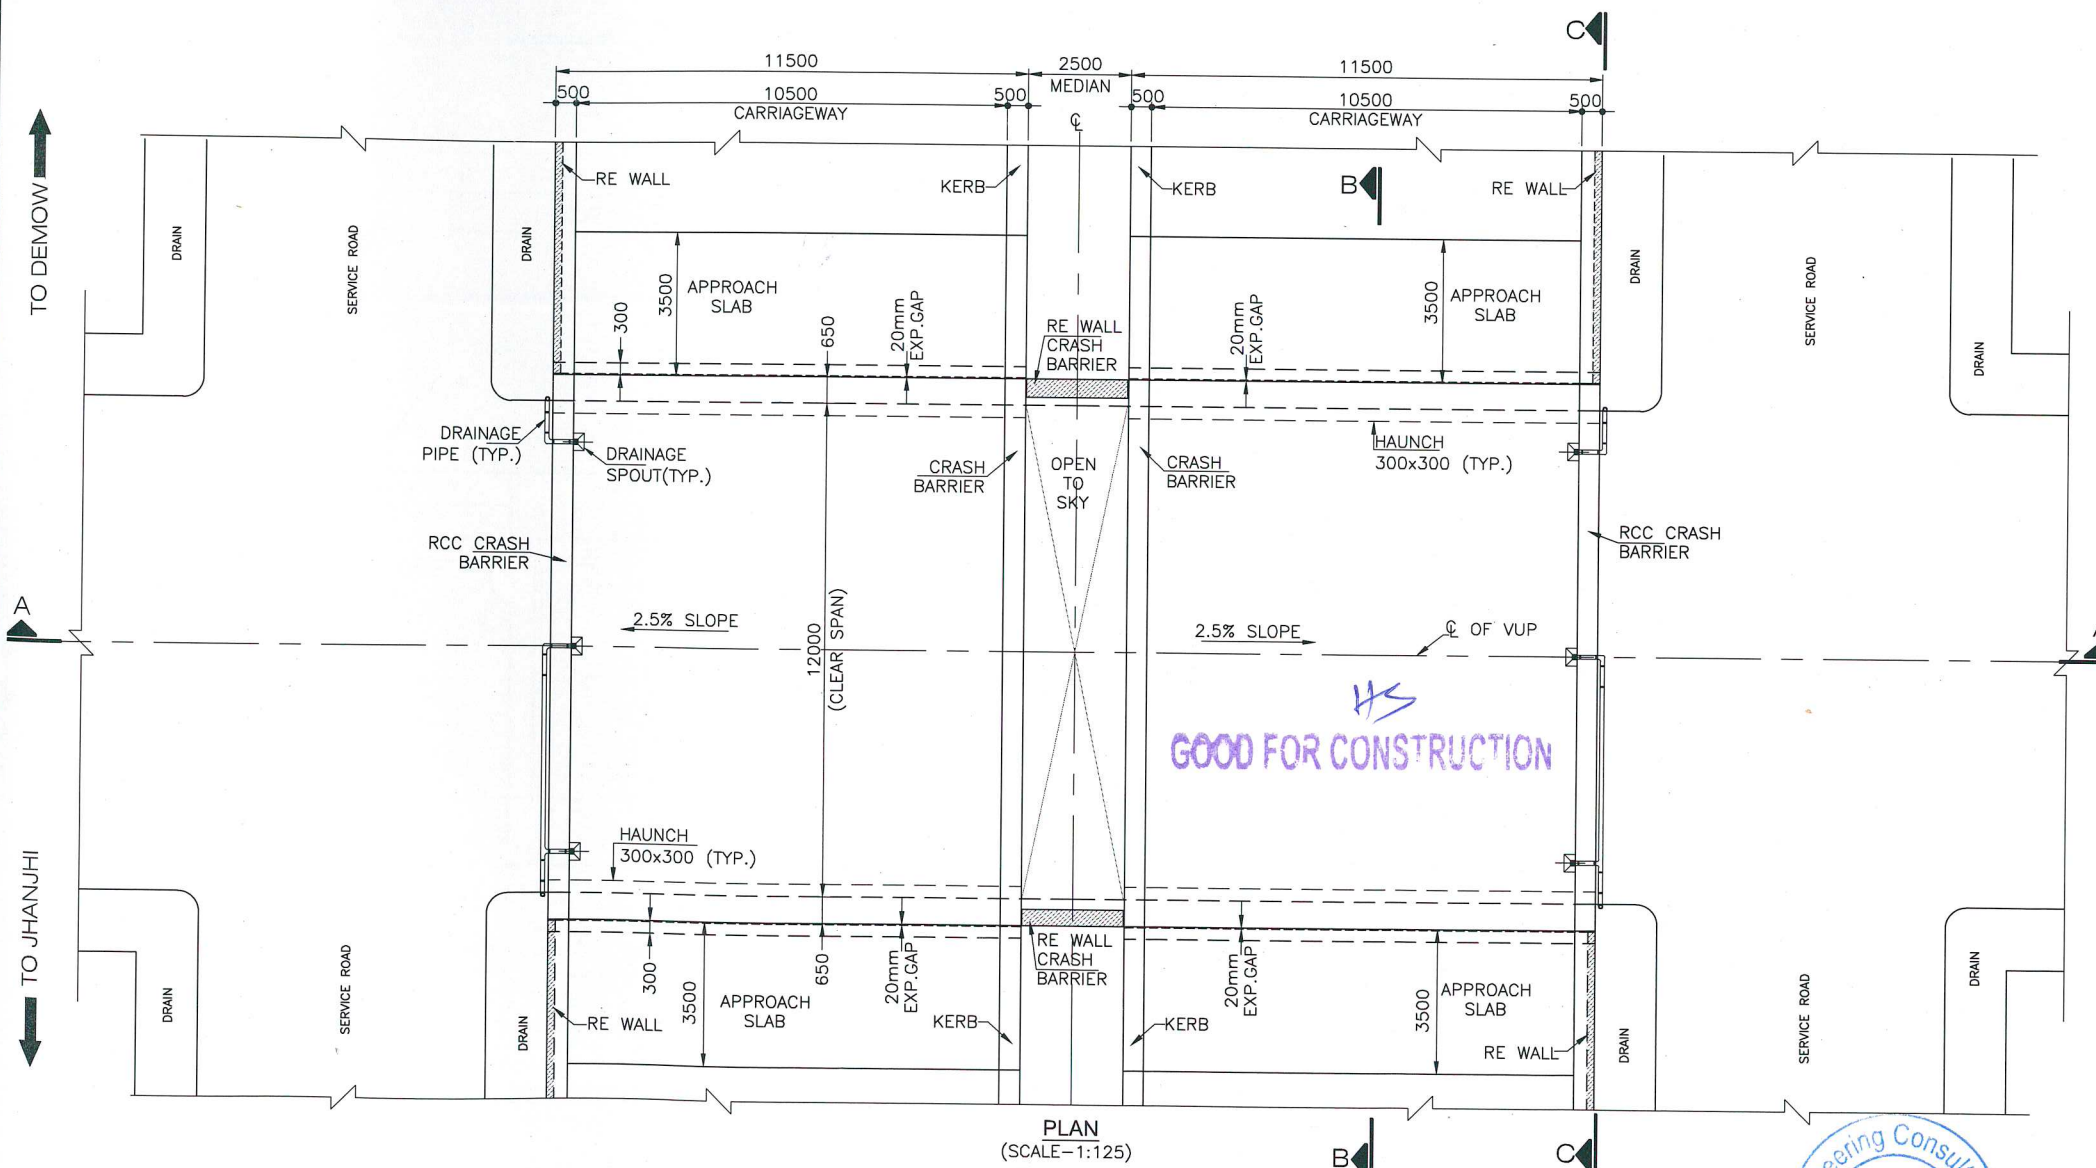 C
11500
2500
11500
MEDIAN
500
10500
500
500
10500
500
CARRIAGEWAY
CARRIAGEWAY
℄
TO DEMOW
RE WALL
KERB
KERB
B
RE WALL
DRAIN
SERVICE ROAD
DRAIN
DRAIN
SERVICE ROAD
DRAIN
3500
APPROACH
SLAB
300
650
20mm
EXP.GAP
RE WALL
CRASH
BARRIER
20mm
EXP.GAP
3500
APPROACH
SLAB
DRAINAGE
PIPE (TYP.)
DRAINAGE
SPOUT(TYP.)
CRASH
BARRIER
OPEN
TO
SKY
CRASH
BARRIER
HAUNCH
300x300 (TYP.)
RCC CRASH
BARRIER
RCC CRASH
BARRIER
A
2.5% SLOPE
12000
(CLEAR SPAN)
2.5% SLOPE
℄ OF VUP
HS
GOOD FOR CONSTRUCTION
HAUNCH
300x300 (TYP.)
TO JHANJHI
300
3500
APPROACH
SLAB
650
20mm
EXP.GAP
RE WALL
CRASH
BARRIER
20mm
EXP.GAP
3500
APPROACH
SLAB
DRAIN
SERVICE ROAD
DRAIN
RE WALL
KERB
KERB
RE WALL
DRAIN
SERVICE ROAD
DRAIN
PLAN
(SCALE-1:125)
B
C